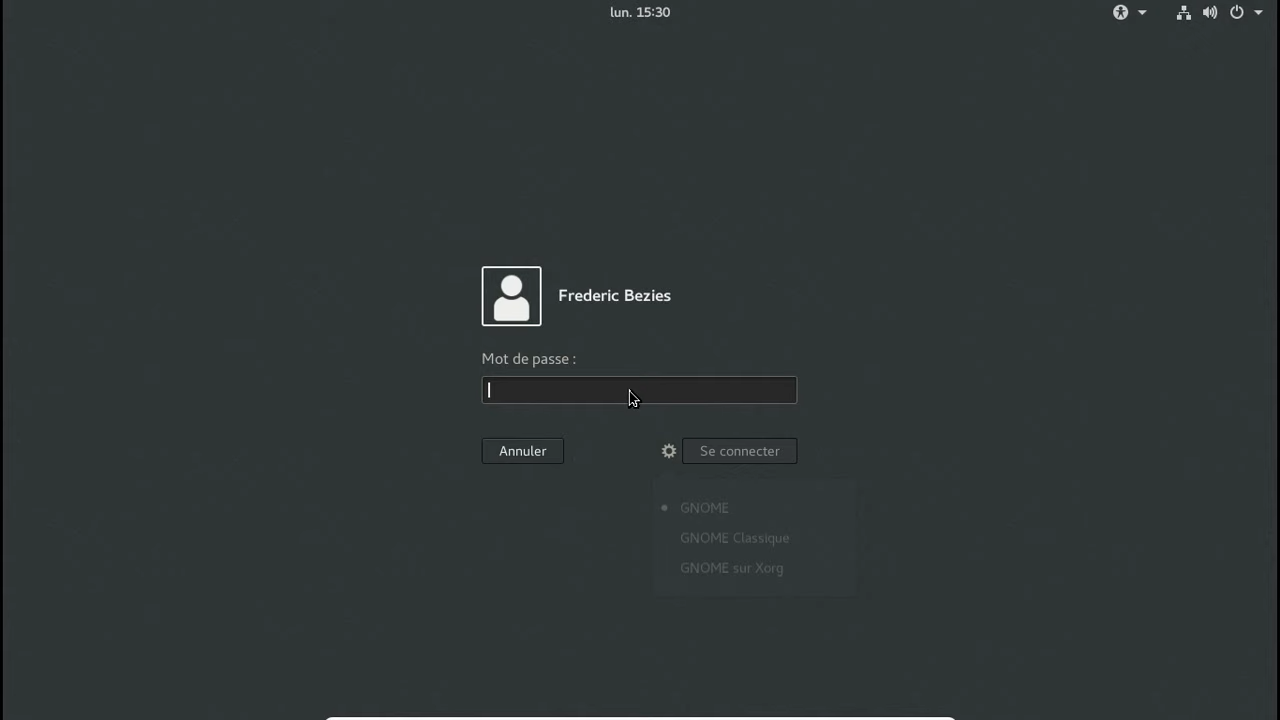 lun. 15:30
Frederic Bezies
Mot de passe :
Annuler
Se connecter
GNOME
GNOME Classique
GNOME sur Xorg